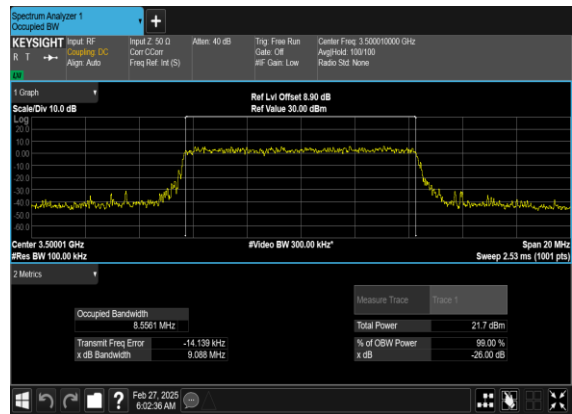 Spectrum Analyzer 1
Occupied BW
+
KEYSIGHT Input: RF Input Z: 50 Ω Atten: 40 dB Trig: Free Run Center Freq: 3.500010000 GHz
R T Coupling: DC Corr CCorr Gate: Off Avg|Hold: 100/100
Align: Auto Freq Ref: Int (S) #IF Gain: Low Radio Std: None
LXI
1 Graph
Ref Lvl Offset 8.90 dB
Scale/Div 10.0 dB Ref Value 30.00 dBm
Log
20.0
10.0
0.00
-10.0
-20.0
-30.0
-40.0
-50.0
-60.0
Center 3.50001 GHz #Video BW 300.00 kHz* Span 20 MHz
#Res BW 100.00 kHz Sweep 2.53 ms (1001 pts)
2 Metrics
Measure Trace Trace 1
Occupied Bandwidth
8.5561 MHz Total Power 21.7 dBm
Transmit Freq Error -14.139 kHz % of OBW Power 99.00 %
x dB Bandwidth 9.088 MHz x dB -26.00 dB
? Feb 27, 2025
6:02:36 AM